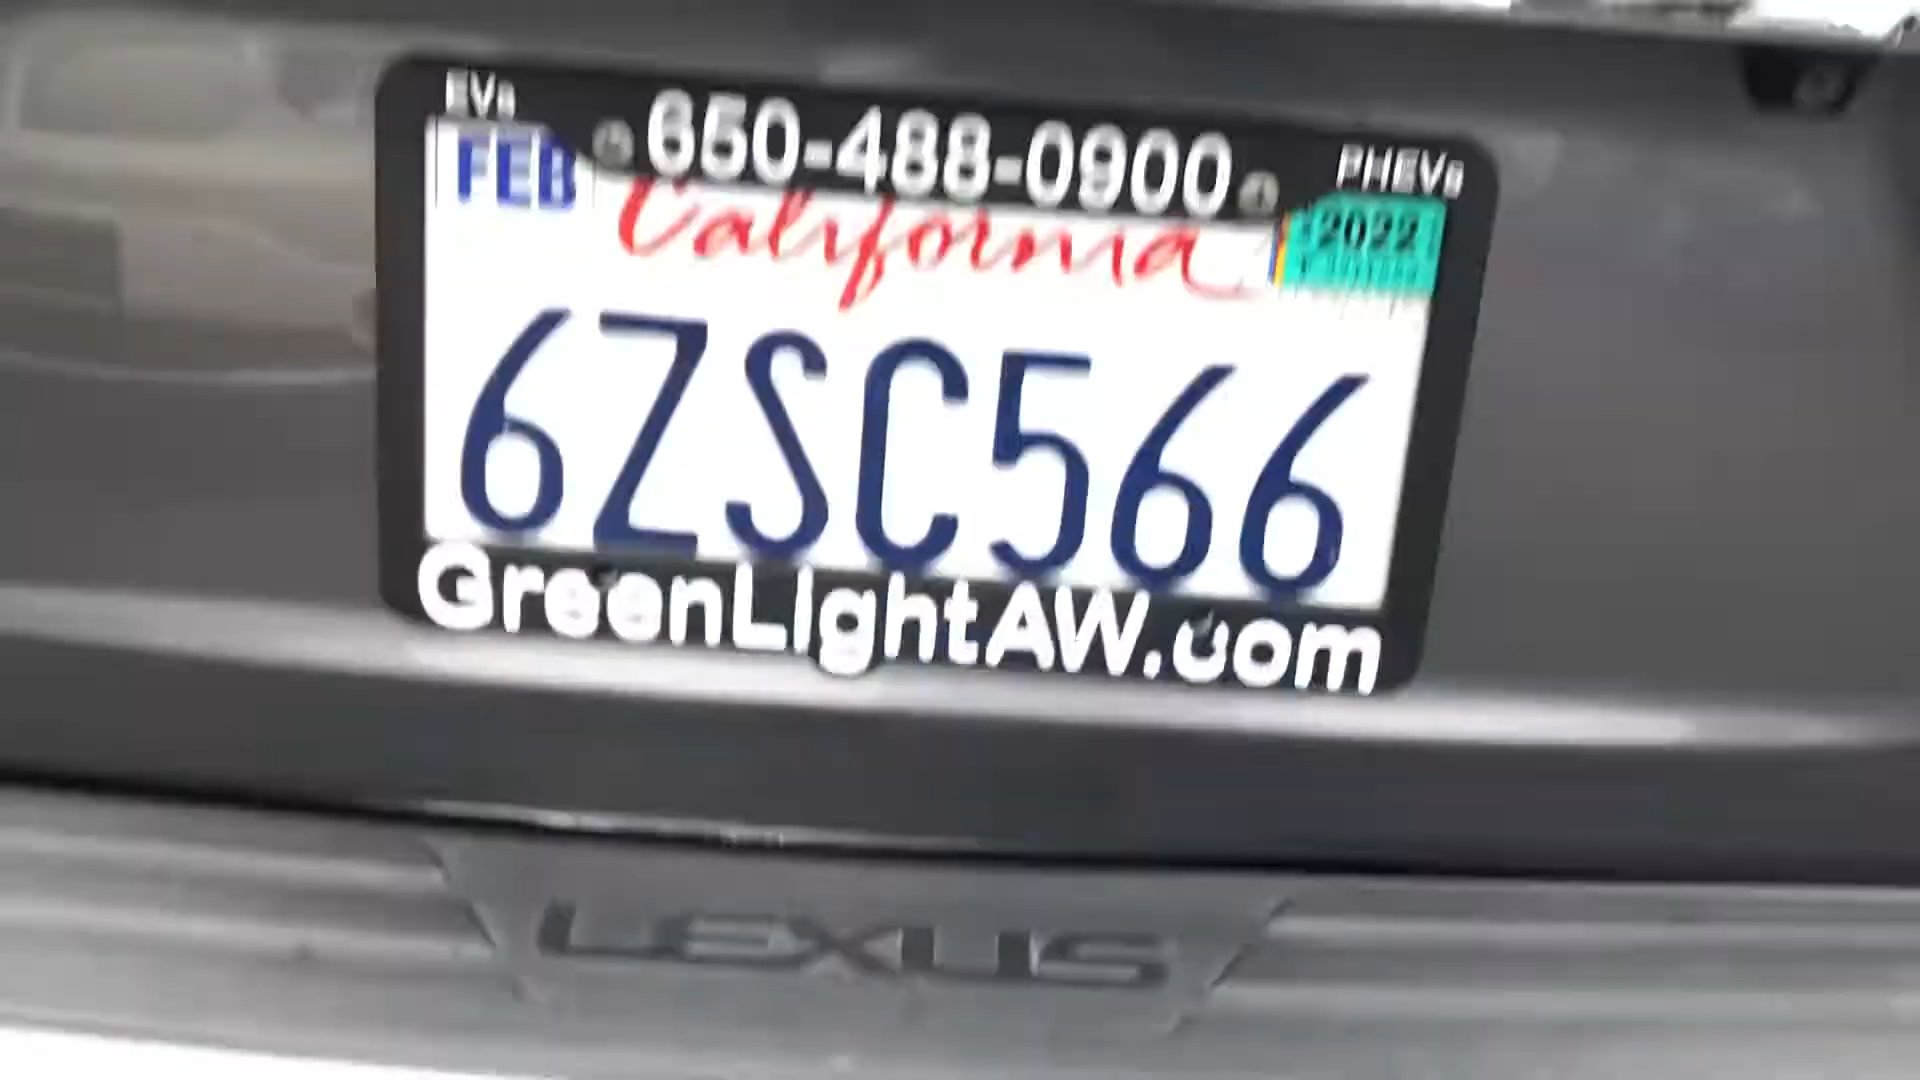 EVs 650-488-0900 PHEVs
FEB California 2022
6ZSC566
GreenLightAW.com
LEXUS